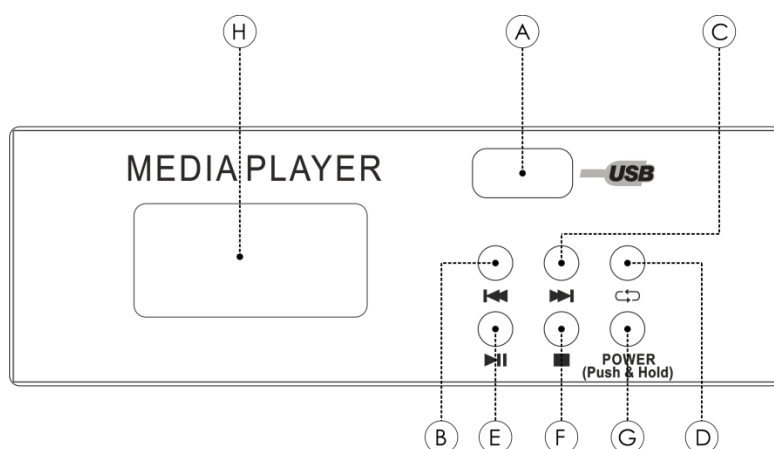 H A C
MEDIA PLAYER
USB
POWER
(Push & Hold)
B E F G D